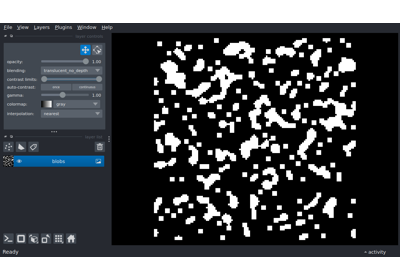 File View Layers Plugins Window Help
opacity: 1.00
blending: translucent_no_depth
contrast limits:
auto-contrast: once continuous
gamma: 1.00
colormap: gray
interpolation: nearest
blobs
Ready activity